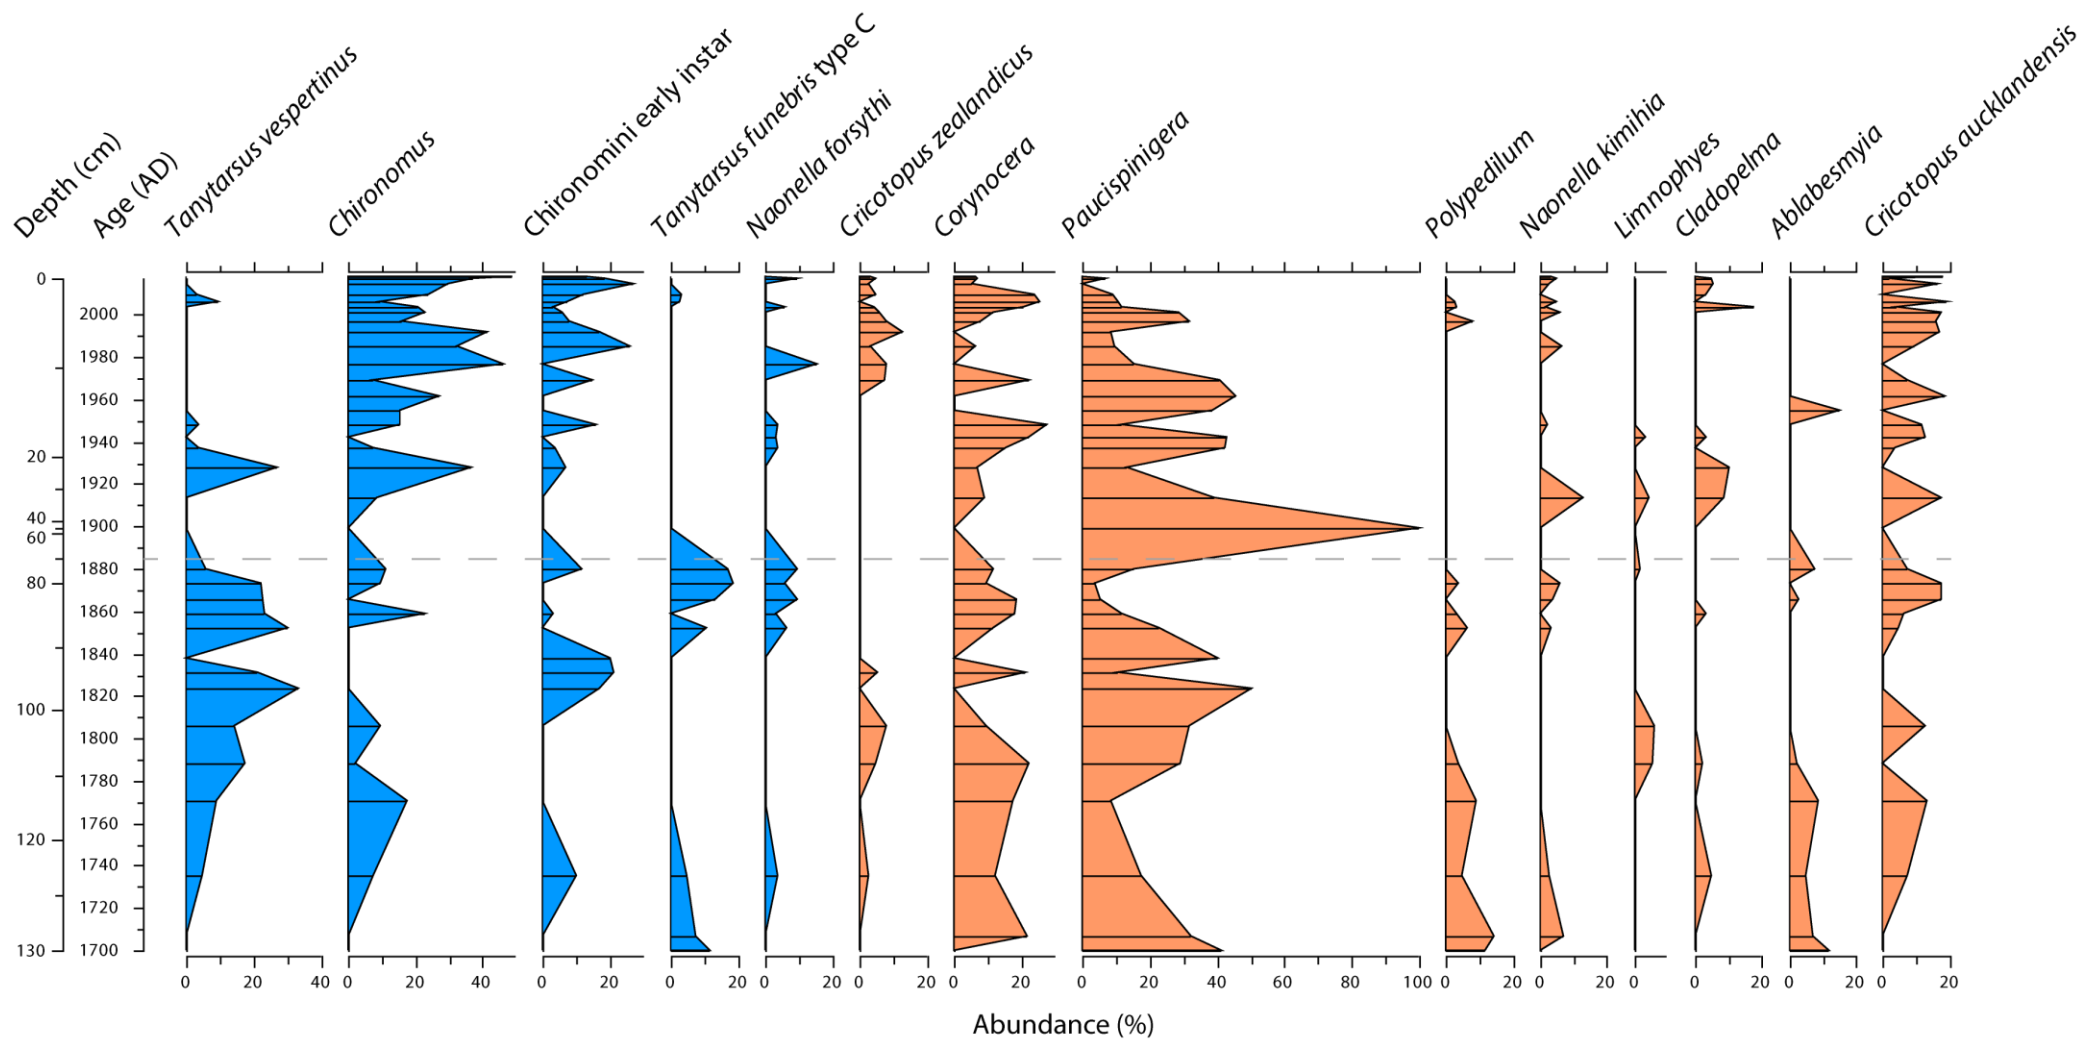 Depth (cm)
Age (AD)
Tanytarsus vespertinus
Chironomus
Chironomini early instar
Tanytarsus funebris type C
Naonella forsythi
Cricotopus zealandicus
Corynocera
Paucispinigera
Polypedilum
Naonella kimihia
Limnophyes
Cladopelma
Ablabesmyia
Cricotopus aucklandensis
0
20
40
60
80
100
120
130
2000
1980
1960
1940
1920
1900
1880
1860
1840
1820
1800
1780
1760
1740
1720
1700
0 20 40 0 20 40 0 20 0 20 0 20 0 20 0 20 0 20 40 60 80 100 0 20 0 20 0 0 20 0 20 0 20
Abundance (%)